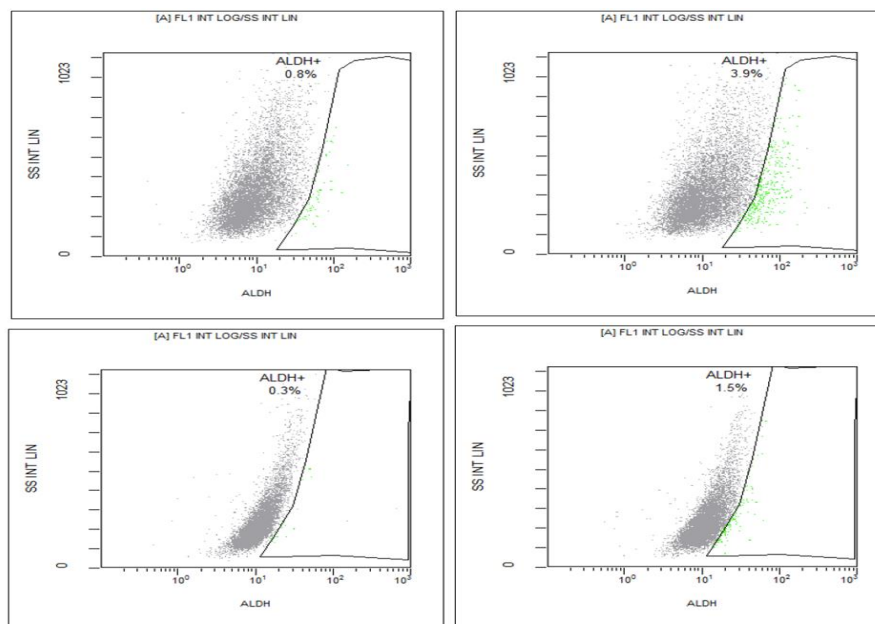 [A] FL1 INT LOG/SS INT LIN
ALDH+
0.8%
1023
SS INT LIN
0
10⁰ 10¹ 10² 10³
ALDH
[A] FL1 INT LOG/SS INT LIN
ALDH+
3.9%
1023
SS INT LIN
0
10⁰ 10¹ 10² 10³
ALDH
[A] FL1 INT LOG/SS INT LIN
ALDH+
0.3%
1023
SS INT LIN
0
10⁰ 10¹ 10² 10³
ALDH
[A] FL1 INT LOG/SS INT LIN
ALDH+
1.5%
1023
SS INT LIN
0
10⁰ 10¹ 10² 10³
ALDH